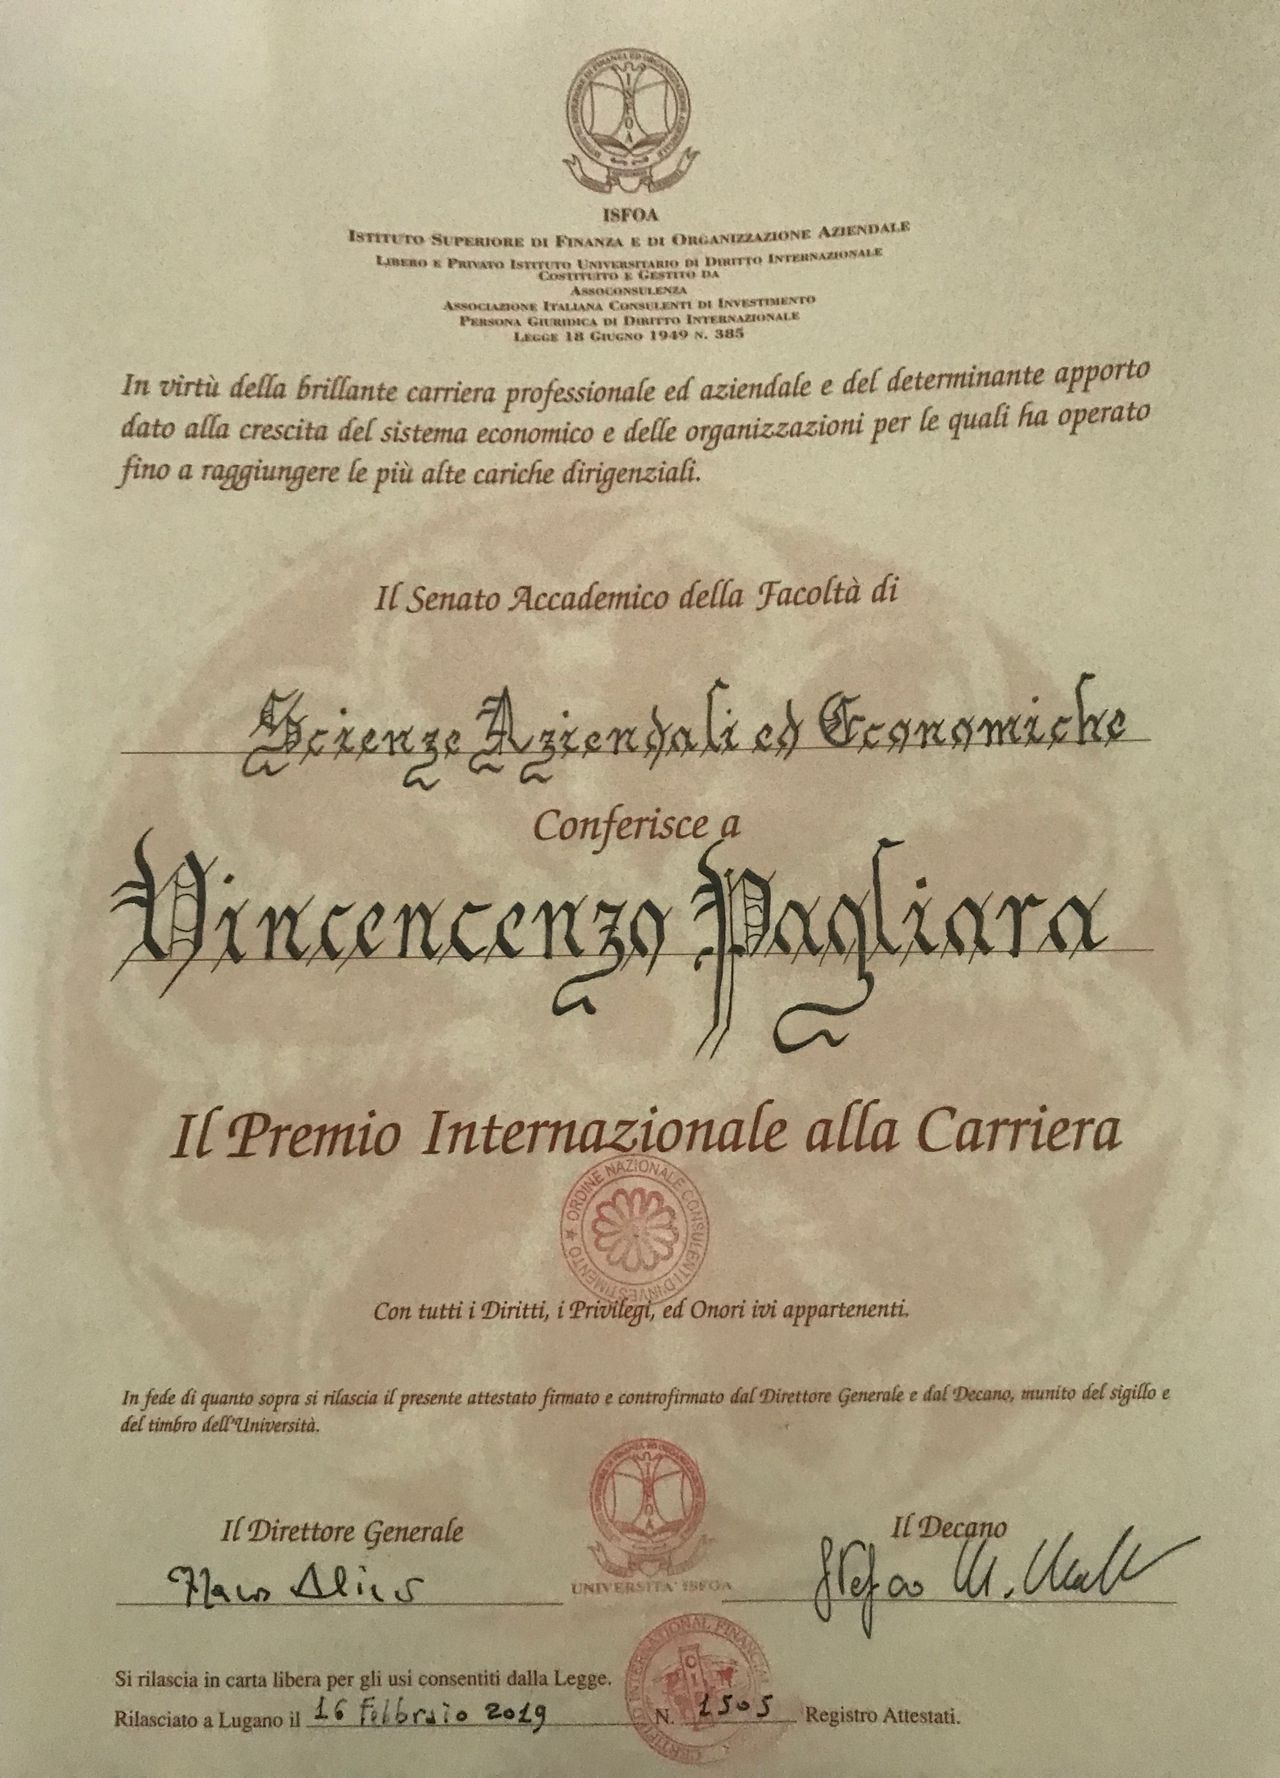 ISFOA
ISFOA
ISTITUTO SUPERIORE DI FINANZA E DI ORGANIZZAZIONE AZIENDALE
LIBERO E PRIVATO ISTITUTO UNIVERSITARIO DI DIRITTO INTERNAZIONALE
COSTITUITO E GESTITO DA
ASSOCONSULENZA
ASSOCIAZIONE ITALIANA CONSULENTI DI INVESTIMENTO
PERSONA GIURIDICA DI DIRITTO INTERNAZIONALE
LEGGE 18 GIUGNO 1949 N. 385
In virtù della brillante carriera professionale ed aziendale e del determinante apporto
dato alla crescita del sistema economico e delle organizzazioni per le quali ha operato
fino a raggiungere le più alte cariche dirigenziali.
Il Senato Accademico della Facoltà di
Scienze Aziendali ed Economiche
Conferisce a
Vincencenzo Pagliara
Il Premio Internazionale alla Carriera
ORDINE NAZIONALE CONSULENTI D'INVESTIMENTO
Con tutti i Diritti, i Privilegi, ed Onori ivi appartenenti.
In fede di quanto sopra si rilascia il presente attestato firmato e controfirmato dal Direttore Generale e dal Decano, munito del sigillo e
del timbro dell'Università.
Il Direttore Generale
Il Decano
UNIVERSITA' ISFOA
Si rilascia in carta libera per gli usi consentiti dalla Legge.
Rilasciato a Lugano il 16 Febbraio 2019 N. 1505 Registro Attestati.